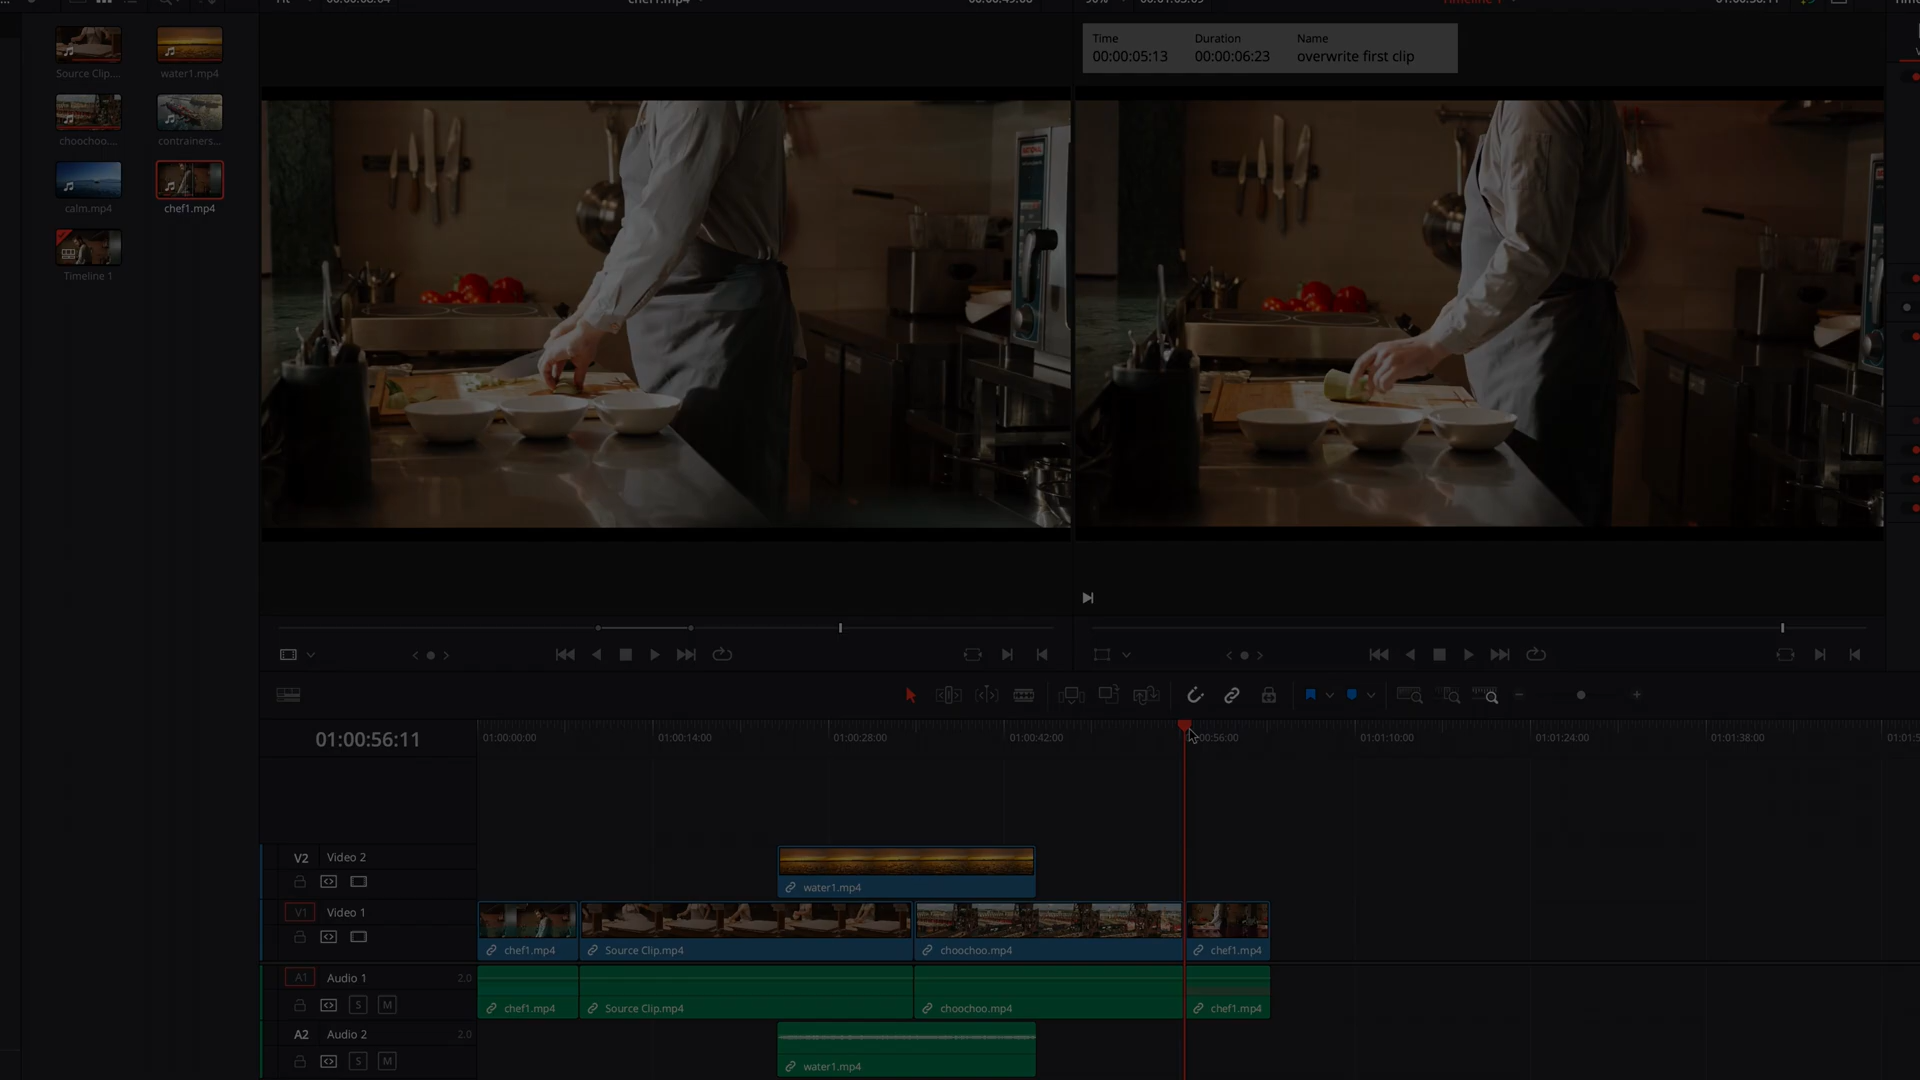 chef1.mp4
Timeline 1
Source Clip....
water1.mp4
choochoo....
contrainers...
calm.mp4
chef1.mp4
Timeline 1
Time
Duration
Name
00:00:05:13
00:00:06:23
overwrite first clip
01:00:56:11
01:00:00:00
01:00:14:00
01:00:28:00
01:00:42:00
01:01:10:00
01:01:24:00
01:01:38:00
V2
Video 2
water1.mp4
V1
Video 1
chef1.mp4
Source Clip.mp4
choochoo.mp4
chef1.mp4
A1
Audio 1
2.0
S
M
chef1.mp4
Source Clip.mp4
choochoo.mp4
chef1.mp4
A2
Audio 2
2.0
S
M
water1.mp4